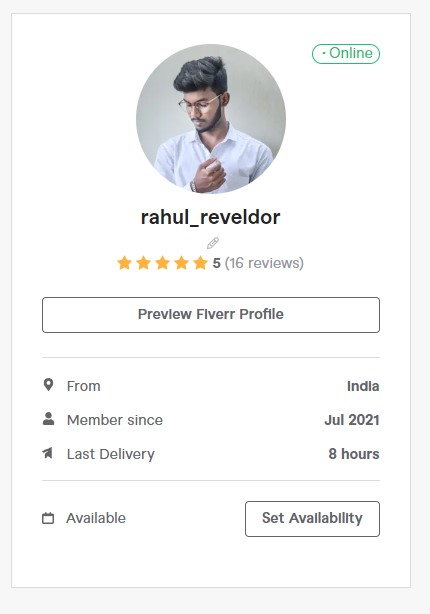 · Online
rahul_reveldor
5 (16 reviews)
Preview Fiverr Profile
From India
Member since Jul 2021
Last Delivery 8 hours
Available Set Availability